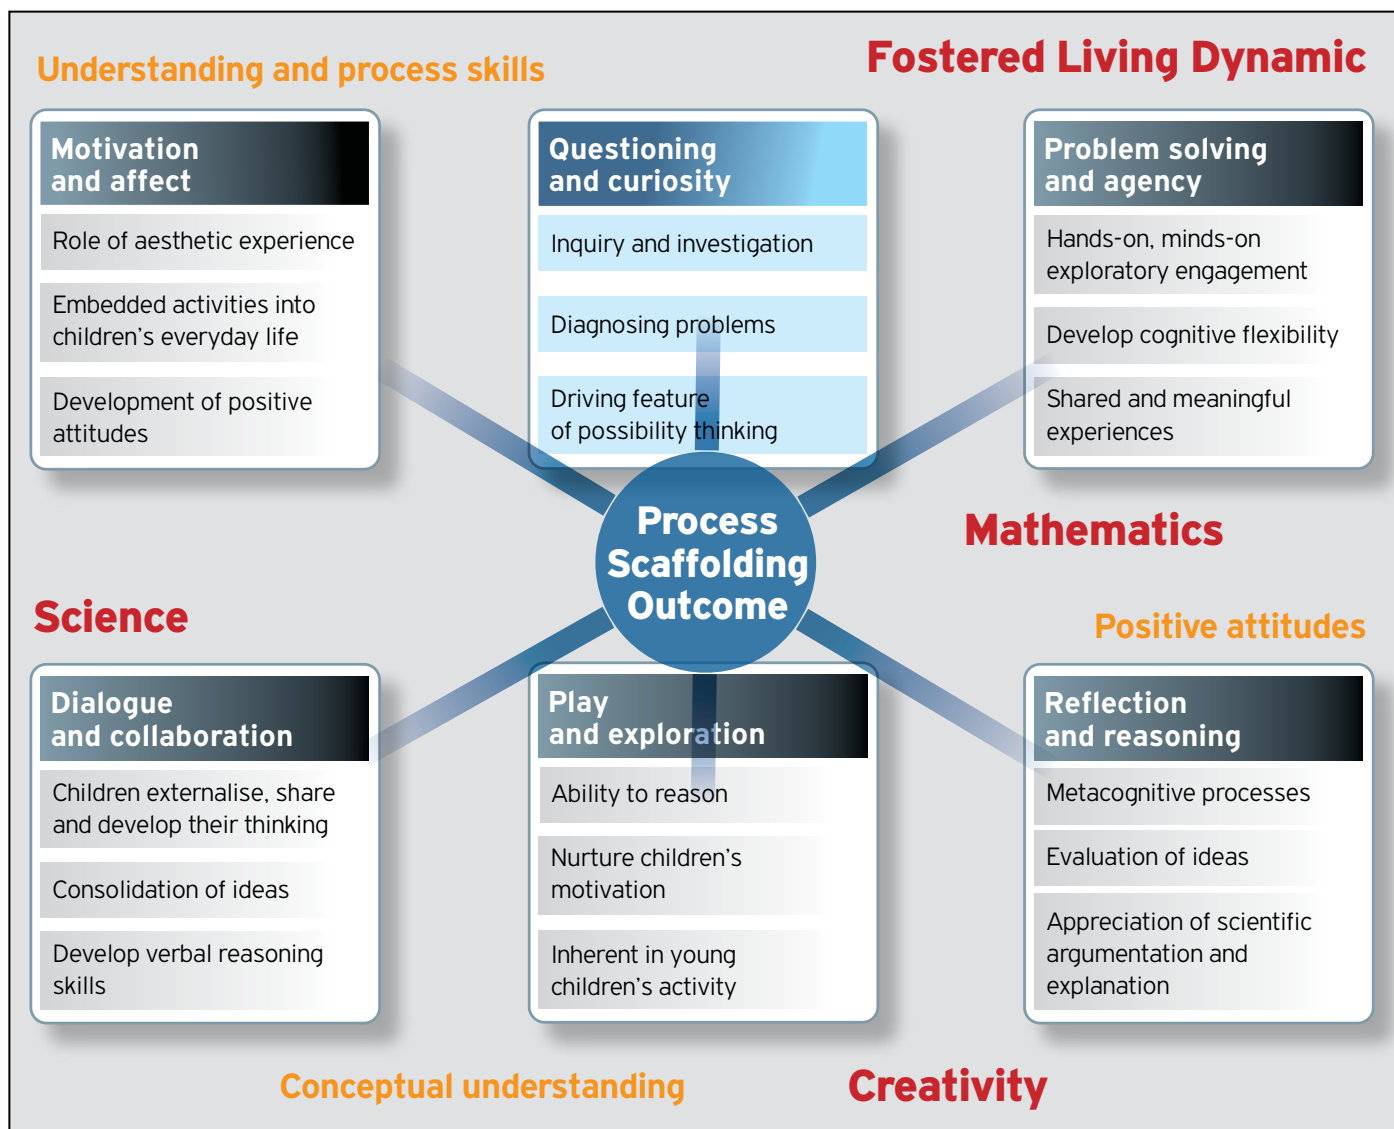 Understanding and process skills
Fostered Living Dynamic
Motivation
and affect
Role of aesthetic experience
Embedded activities into
children’s everyday life
Development of positive
attitudes
Questioning
and curiosity
Inquiry and investigation
Diagnosing problems
Driving feature
of possibility thinking
Problem solving
and agency
Hands-on, minds-on
exploratory engagement
Develop cognitive flexibility
Shared and meaningful
experiences
Process
Scaffolding
Outcome
Mathematics
Science
Positive attitudes
Dialogue
and collaboration
Children externalise, share
and develop their thinking
Consolidation of ideas
Develop verbal reasoning
skills
Play
and exploration
Ability to reason
Nurture children’s
motivation
Inherent in young
children’s activity
Reflection
and reasoning
Metacognitive processes
Evaluation of ideas
Appreciation of scientific
argumentation and
explanation
Conceptual understanding
Creativity